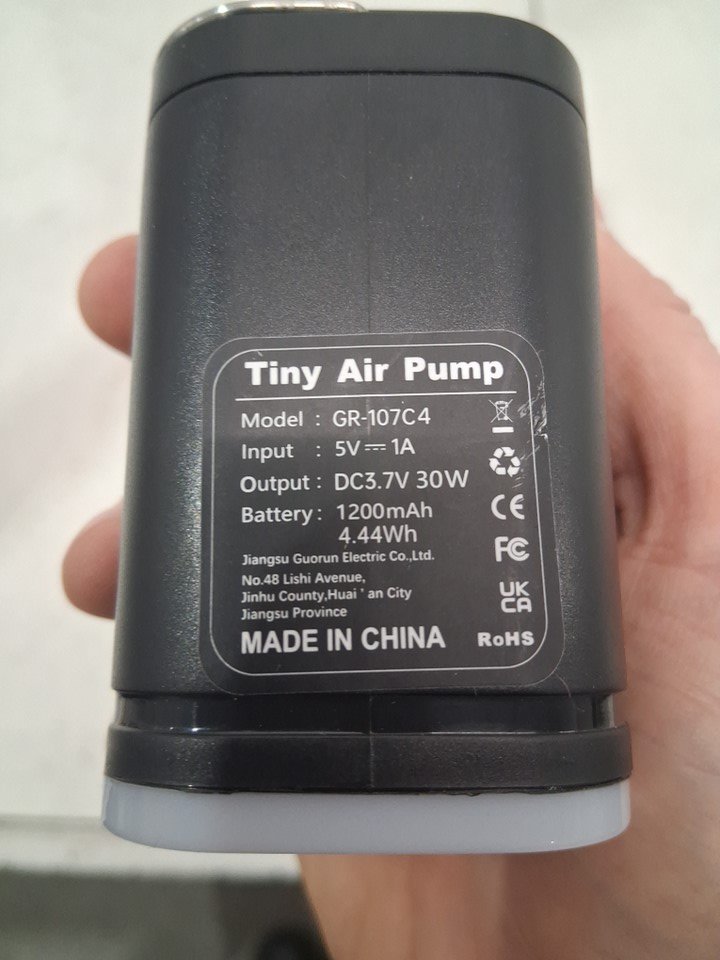 Tiny Air Pump
Model : GR-107C4
Input : 5V⎓1A
Output : DC3.7V 30W
Battery : 1200mAh
4.44Wh
Jiangsu Guorun Electric Co.,Ltd.
No.48 Lishi Avenue,
Jinhu County,Huai ' an City
Jiangsu Province
MADE IN CHINA
CE
FC
UK
CA
RoHS